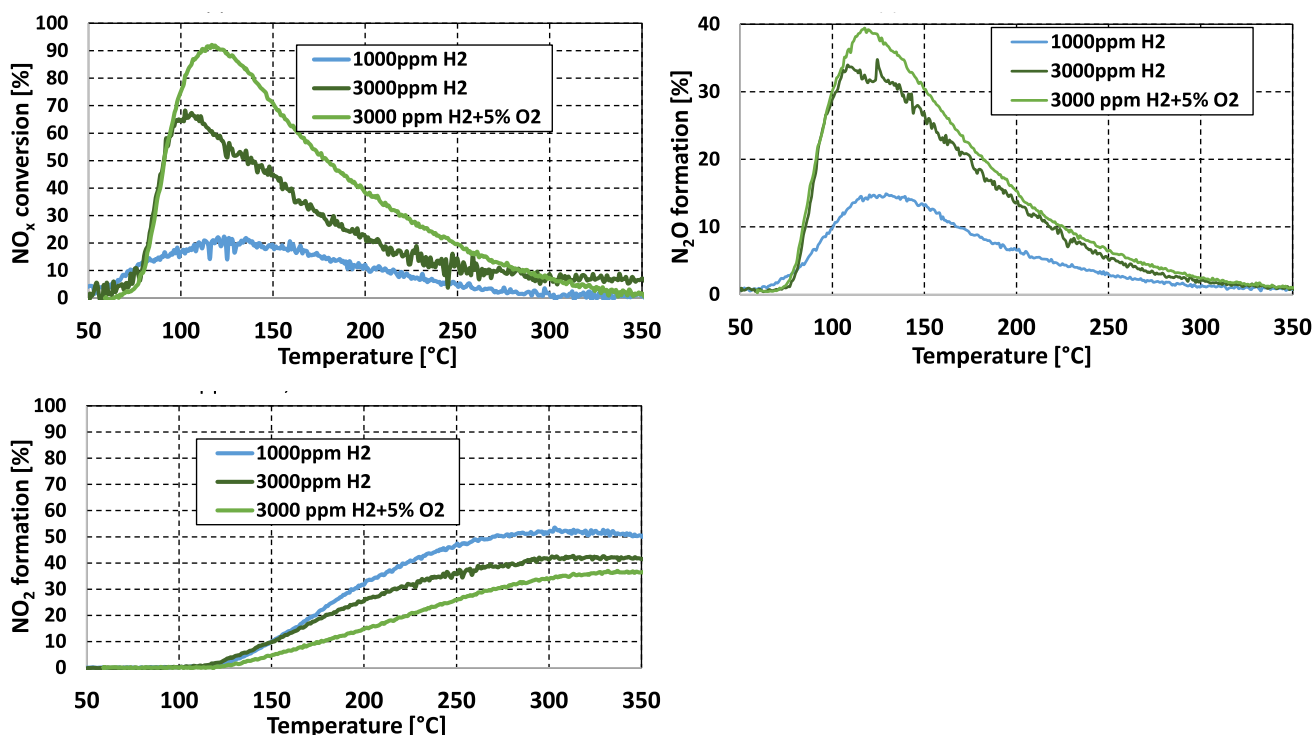 NOx conversion [%]
100
90
80
70
60
50
40
30
20
10
0
1000ppm H2
3000ppm H2
3000 ppm H2+5% O2
50 100 150 200 250 300 350
Temperature [°C]
N2O formation [%]
40
30
20
10
0
1000ppm H2
3000ppm H2
3000 ppm H2+5% O2
50 100 150 200 250 300 350
Temperature [°C]
NO2 formation [%]
100
90
80
70
60
50
40
30
20
10
0
1000ppm H2
3000ppm H2
3000 ppm H2+5% O2
50 100 150 200 250 300 350
Temperature [°C]